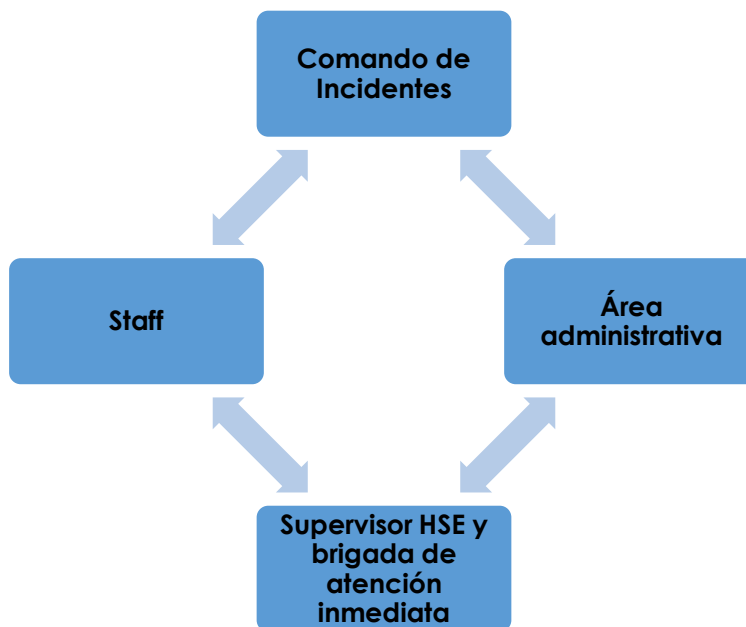 Comando de
Incidentes
Staff
Área
administrativa
Supervisor HSE y
brigada de
atención
inmediata